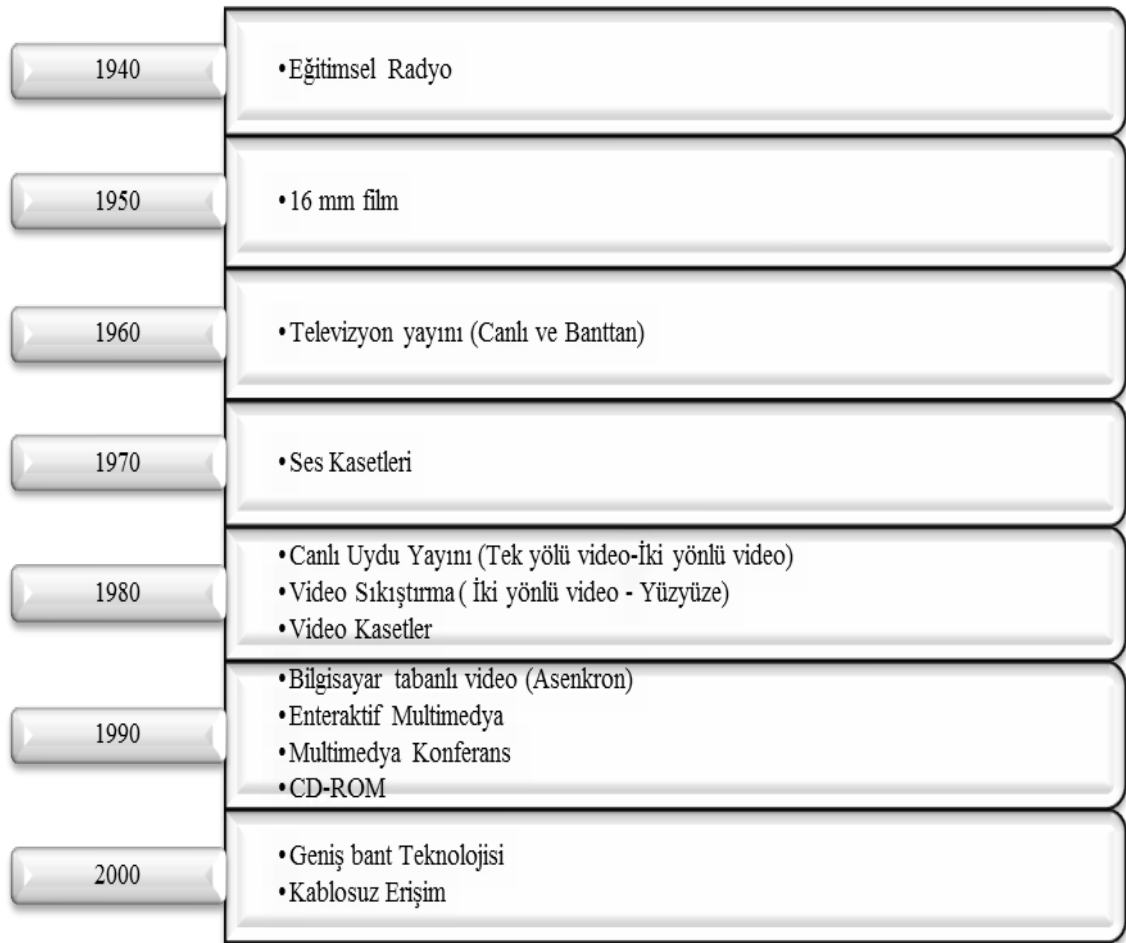 1940
•Eğitimsel Radyo
1950
•16 mm film
1960
•Televizyon yayını (Canlı ve Banttan)
1970
•Ses Kasetleri
1980
•Canlı Uydu Yayını (Tek yölü video-İki yönlü video)
•Video Sıkıştırma ( İki yönlü video - Yüzyüze)
•Video Kasetler
1990
•Bilgisayar tabanlı video (Asenkron)
•Enteraktif Multimedya
•Multimedya Konferans
•CD-ROM
2000
•Geniş bant Teknolojisi
•Kablosuz Erişim